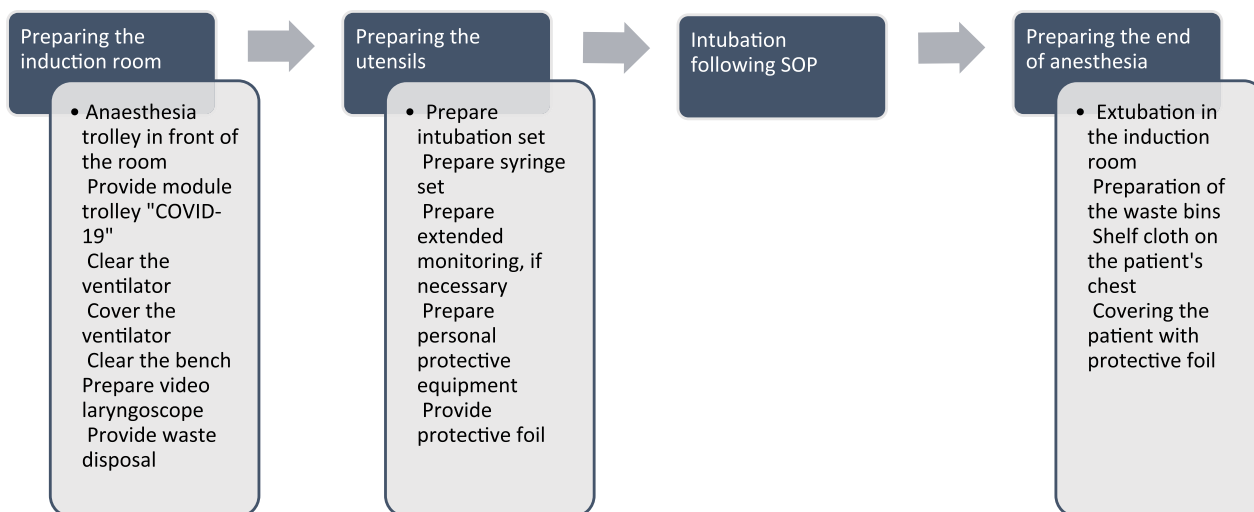 Preparing the
induction room
• Anaesthesia
trolley in front of
the room
Provide module
trolley "COVID-
19"
Clear the
ventilator
Cover the
ventilator
Clear the bench
Prepare video
laryngoscope
Provide waste
disposal
Preparing the
utensils
• Prepare
intubation set
Prepare syringe
set
Prepare
extended
monitoring, if
necessary
Prepare
personal
protective
equipment
Provide
protective foil
Intubation
following SOP
Preparing the end
of anesthesia
• Extubation in
the induction
room
Preparation of
the waste bins
Shelf cloth on
the patient's
chest
Covering the
patient with
protective foil